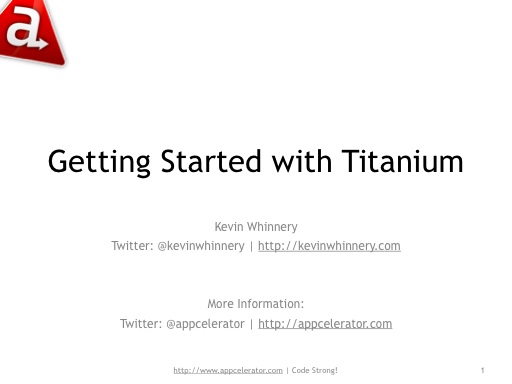 a
Getting Started with Titanium
Kevin Whinnery
Twitter: @kevinwhinnery | http://kevinwhinnery.com
More Information:
Twitter: @appcelerator | http://appcelerator.com
http://www.appcelerator.com | Code Strong!
1